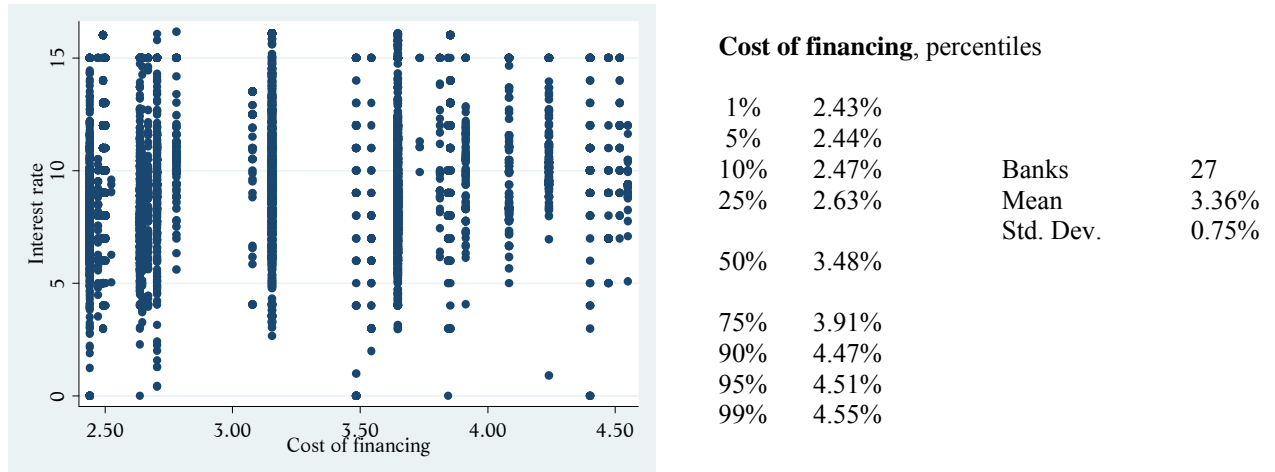 Interest rate
15
10
5
0
2.50 3.00 3.50 4.00 4.50
Cost of financing
Cost of financing, percentiles
1% 2.43%
5% 2.44%
10% 2.47% Banks 27
25% 2.63% Mean 3.36%
Std. Dev. 0.75%
50% 3.48%
75% 3.91%
90% 4.47%
95% 4.51%
99% 4.55%